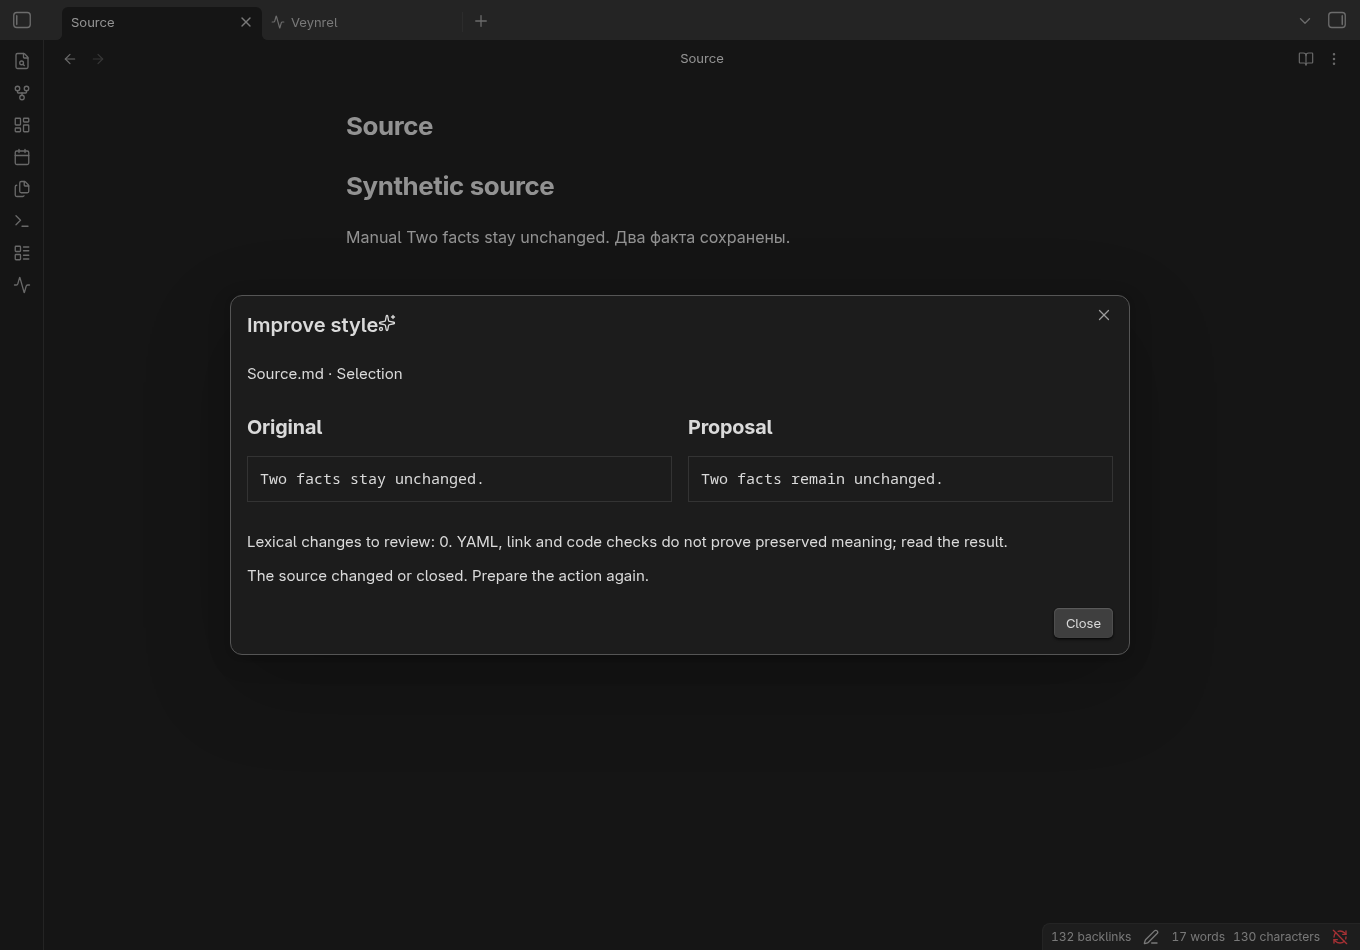 Source
Veynrel
Source
Source
Synthetic source
Manual Two facts stay unchanged. Два факта сохранены.
Improve style
Source.md · Selection
Original
Proposal
Two facts stay unchanged.
Two facts remain unchanged.
Lexical changes to review: 0. YAML, link and code checks do not prove preserved meaning; read the result.
The source changed or closed. Prepare the action again.
Close
132 backlinks 17 words 130 characters